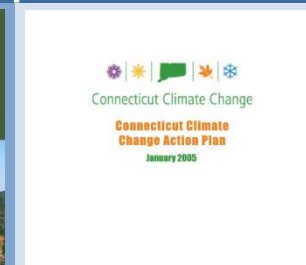 Connecticut Climate Change
Connecticut Climate
Change Action Plan
January 2005